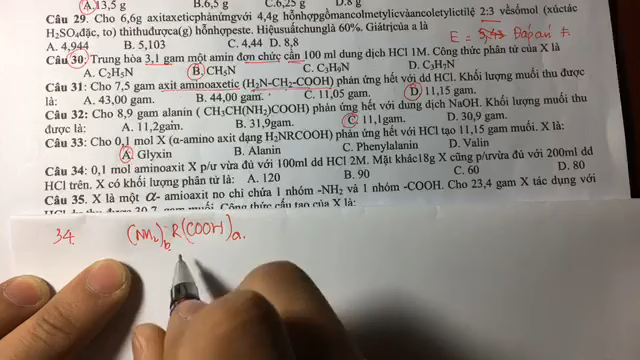 A. 13,5 g B. 6,5 g C. 6,25 g D. 8 g
Câu 29. Cho 6,6g axitaxeticphảnứngvới 4,4g hỗnhợpgồmancolmetylicvàancoletylictỉlệ 2:3 vềsốmol (xúctác
H₂SO₄đặc, to) thìthuđượca (g) hỗnhợpeste. Hiệusuấtchunglà 60%. Giátrịcủa a là
E = 5,43 Đáp án ≠.
A. 4,944 B. 5,103 C. 4,44 D. 8,8
Câu 30: Trung hòa 3,1 gam một amin đơn chức cần 100 ml dung dịch HCl 1M. Công thức phân tử của X là
A. C₂H₅N B. CH₅N C. C₃H₉N D. C₃H₇N
Câu 31: Cho 7,5 gam axit aminoaxetic (H₂N-CH₂-COOH) phản ứng hết với dd HCl. Khối lượng muối thu
được là: A. 43,00 gam. B. 44,00 gam. C. 11,05 gam. D. 11,15 gam.
Câu 32: Cho 8,9 gam alanin ( CH₃CH(NH₂)COOH) phản ứng hết với dung dịch NaOH. Khối lượng muối thu
được là: A. 11,2gam. B. 31,9gam. C. 11,1gam. D. 30,9 gam.
Câu 33: Cho 0,1 mol X (α-amino axit dạng H₂NRCOOH) phản ứng hết với HCl tạo 11,15 gam muối. X là:
A. Glyxin B. Alanin C. Phenylalanin D. Valin
Câu 34: 0,1 mol aminoaxit X p/ư vừa đủ với 100ml dd HCl 2M. Mặt khác18g X cũng p/ưvừa đủ với 200ml dd
HCl trên. X có khối lượng phân tử là: A. 120 B. 90 C. 60 D. 80
Câu 35. X là một α- amioaxit no chỉ chứa 1 nhóm -NH₂ và 1 nhóm -COOH. Cho 23,4 gam X tác dụng với
gam muối. Công thức cấu tạo của X là:
34 (NH₂)b-R(COOH)a.